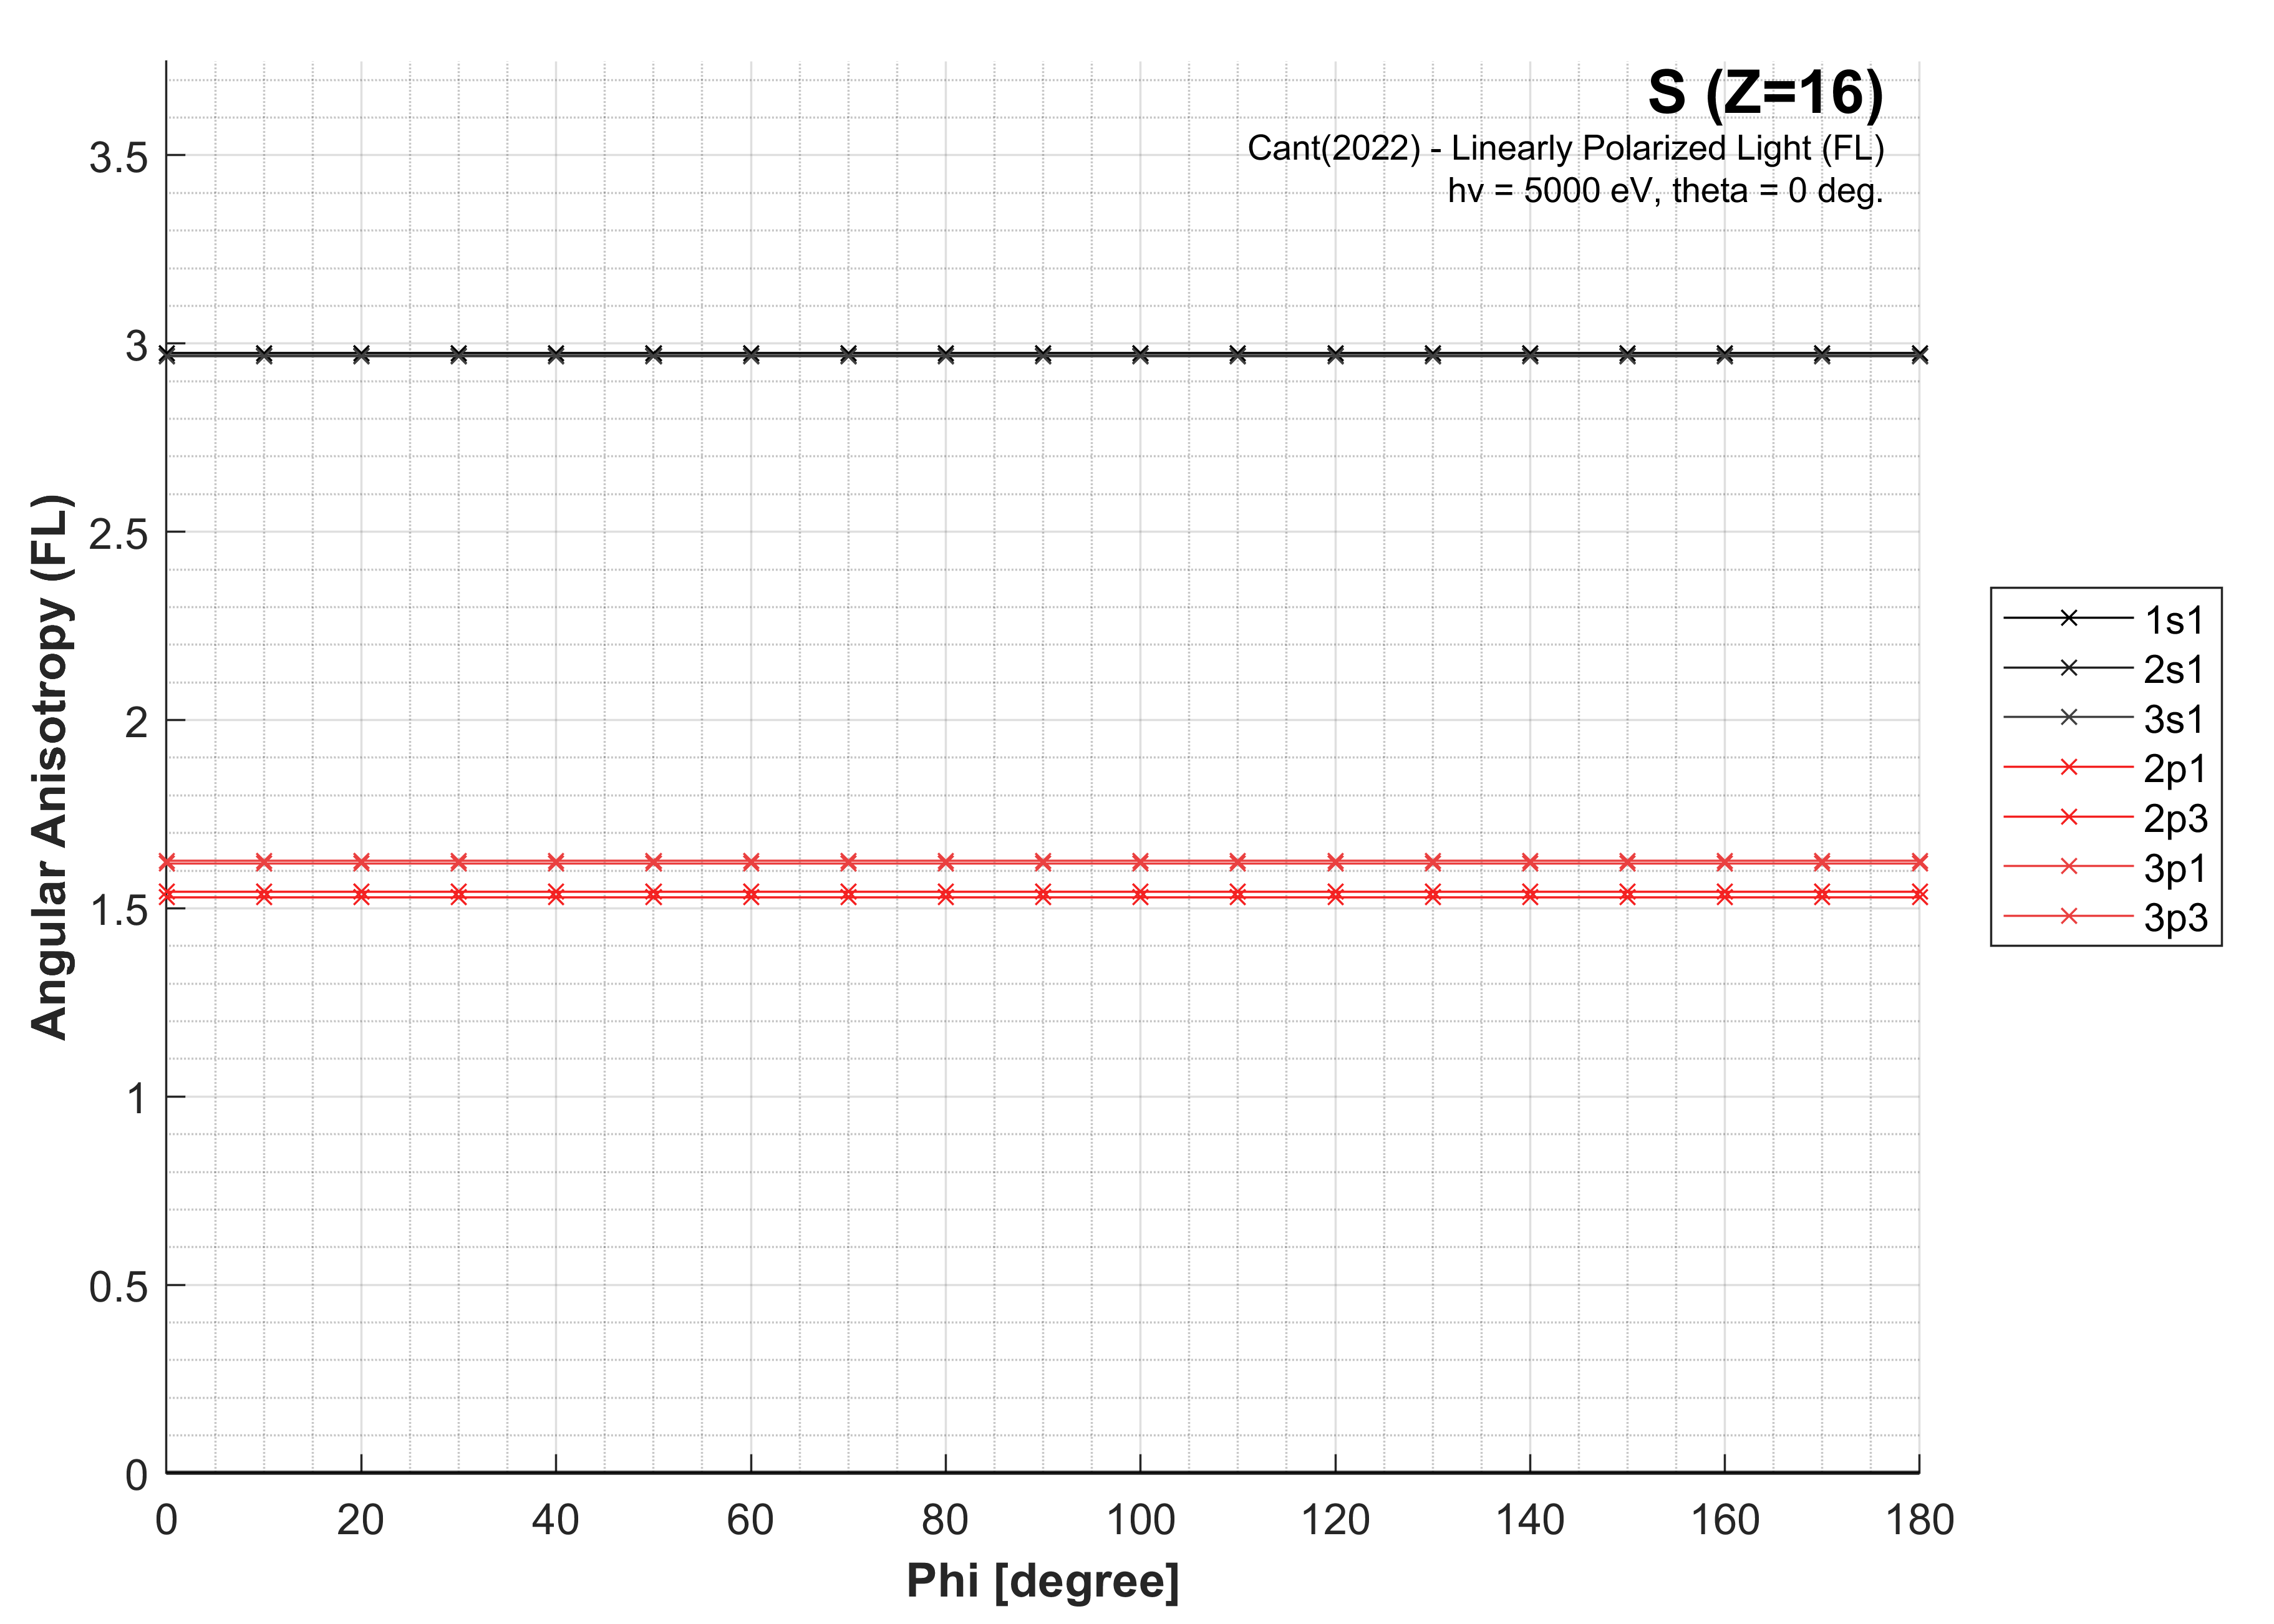 S (Z=16)
Cant(2022) - Linearly Polarized Light (FL)
hv = 5000 eV, theta = 0 deg.
3.5
3
2.5
2
1.5
1
0.5
0
Angular Anisotropy (FL)
0 20 40 60 80 100 120 140 160 180
Phi [degree]
1s1
2s1
3s1
2p1
2p3
3p1
3p3